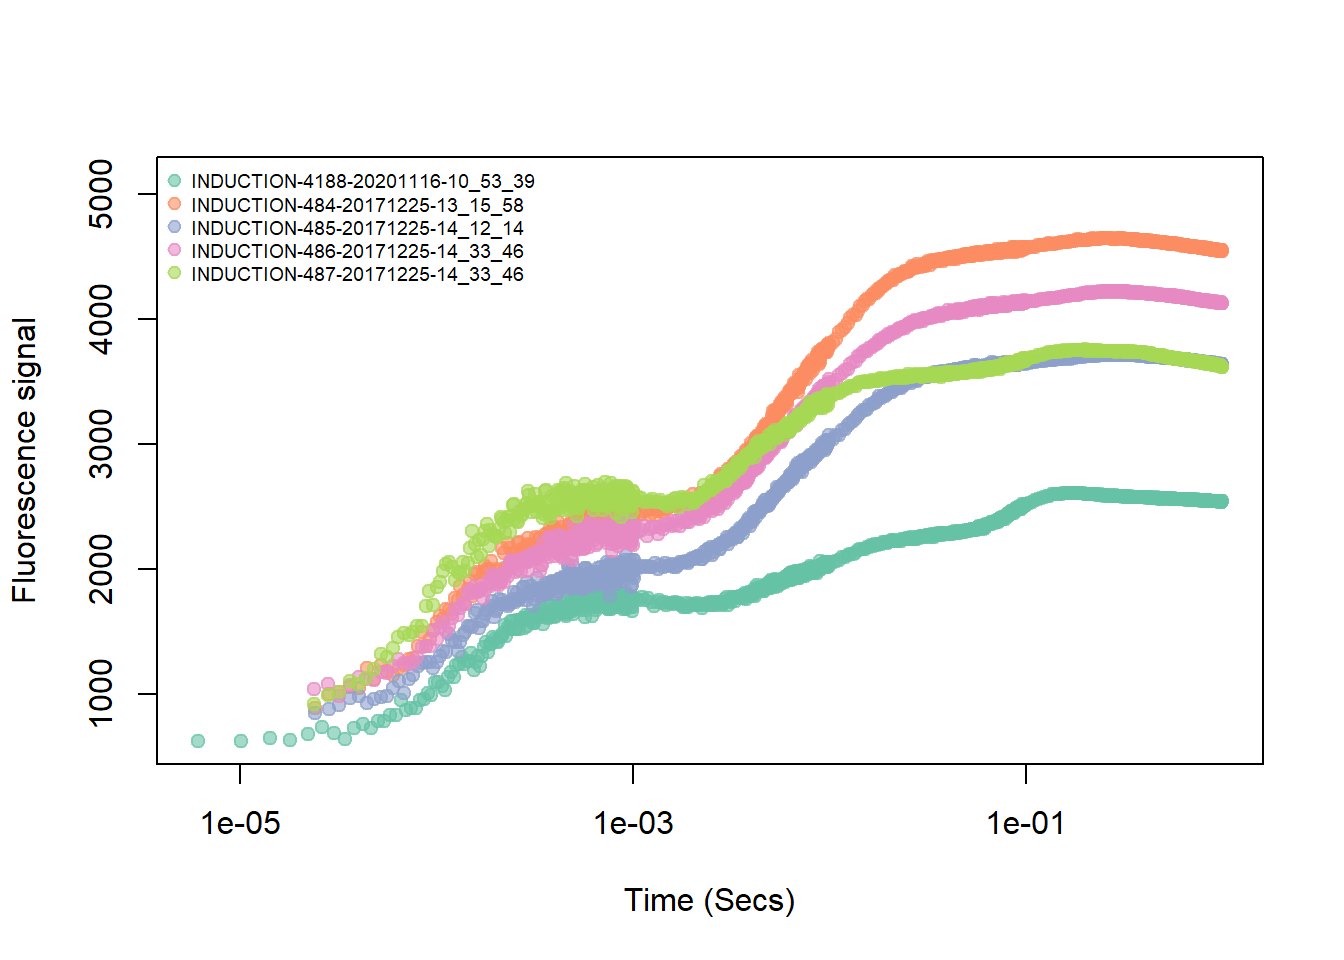 INDUCTION-4188-20201116-10_53_39
INDUCTION-484-20171225-13_15_58
INDUCTION-485-20171225-14_12_14
INDUCTION-486-20171225-14_33_46
INDUCTION-487-20171225-14_33_46
5000
4000
3000
2000
1000
Fluorescence signal
1e-05 1e-03 1e-01
Time (Secs)